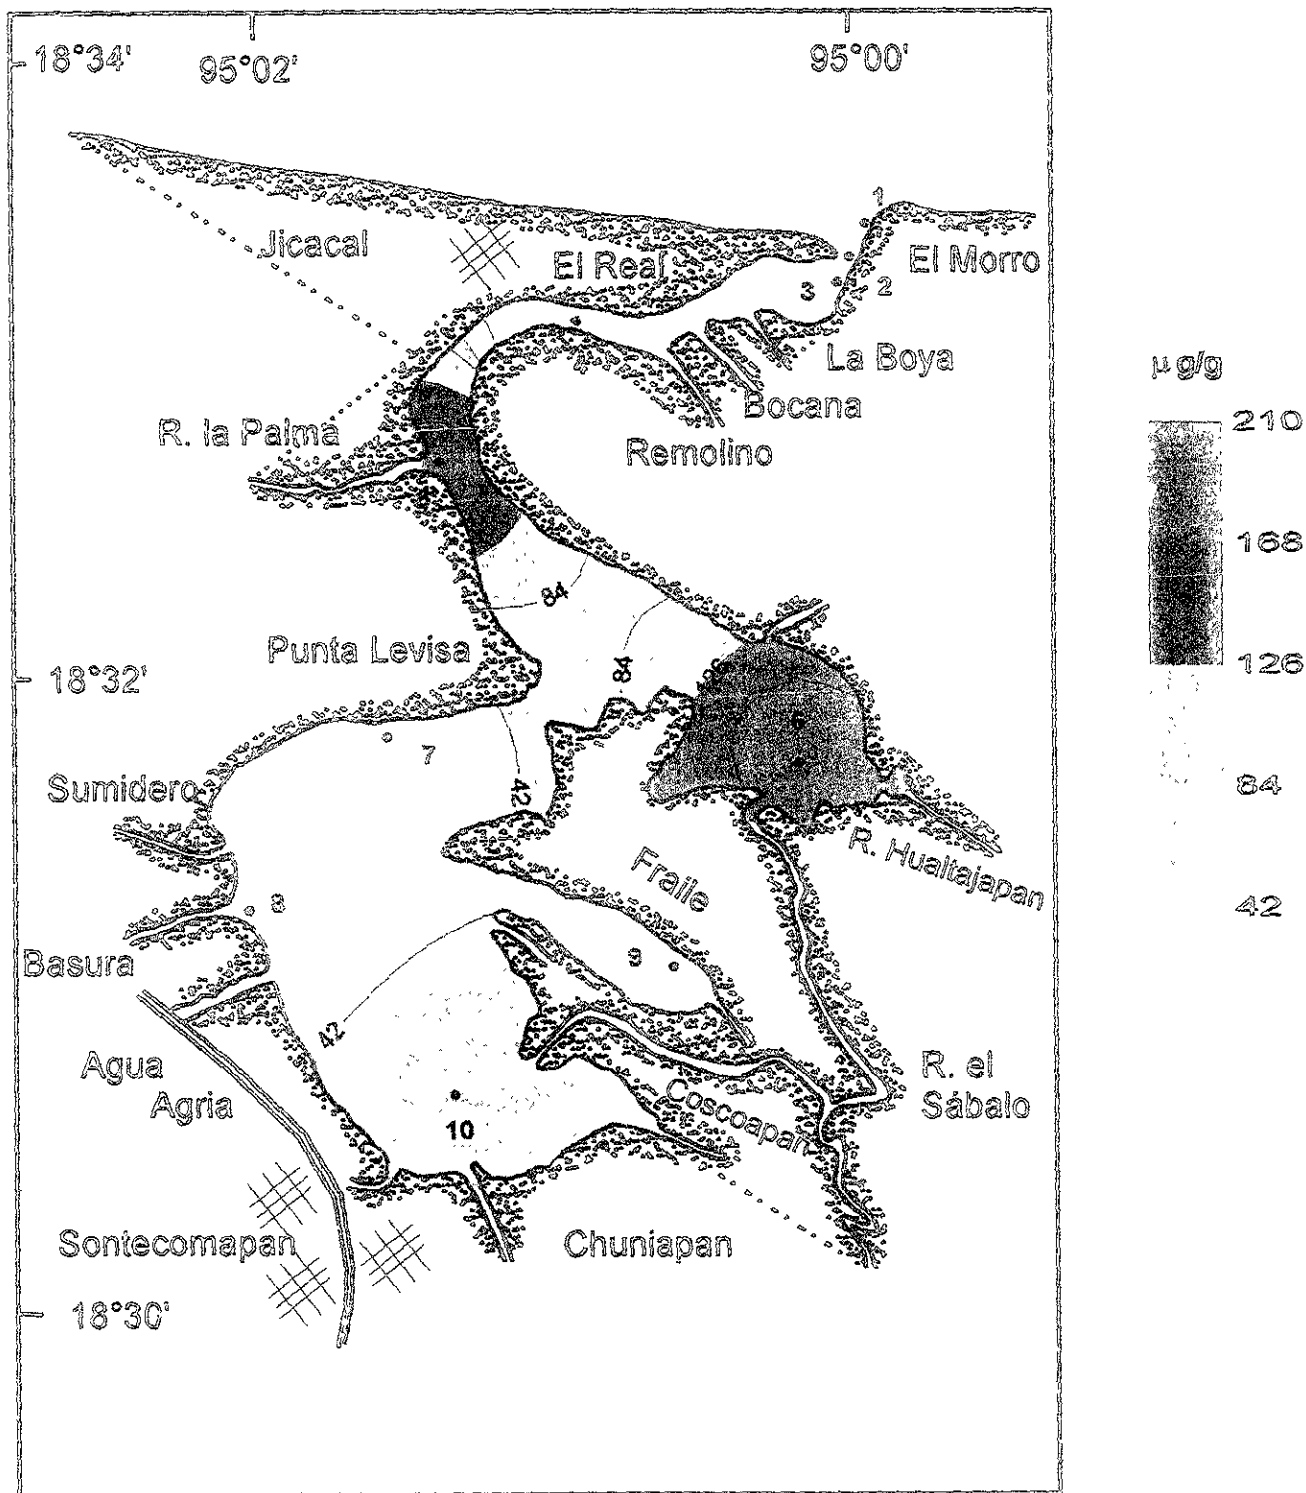 18°34'
95°02'
95°00'
1
Jicacal
El Real
El Morro
3
2
La Boya
µg/g
Bocana
210
R. la Palma
Remolino
168
84
126
Punta Levisa
84
18°32'
7
42
84
Sumidero
R. Hualtajapan
Fraile
42
8
Basura
9
42
Agua
Agria
R. el
Sábalo
Coscoapan
10
Sontecomapan
Chuniapan
18°30'